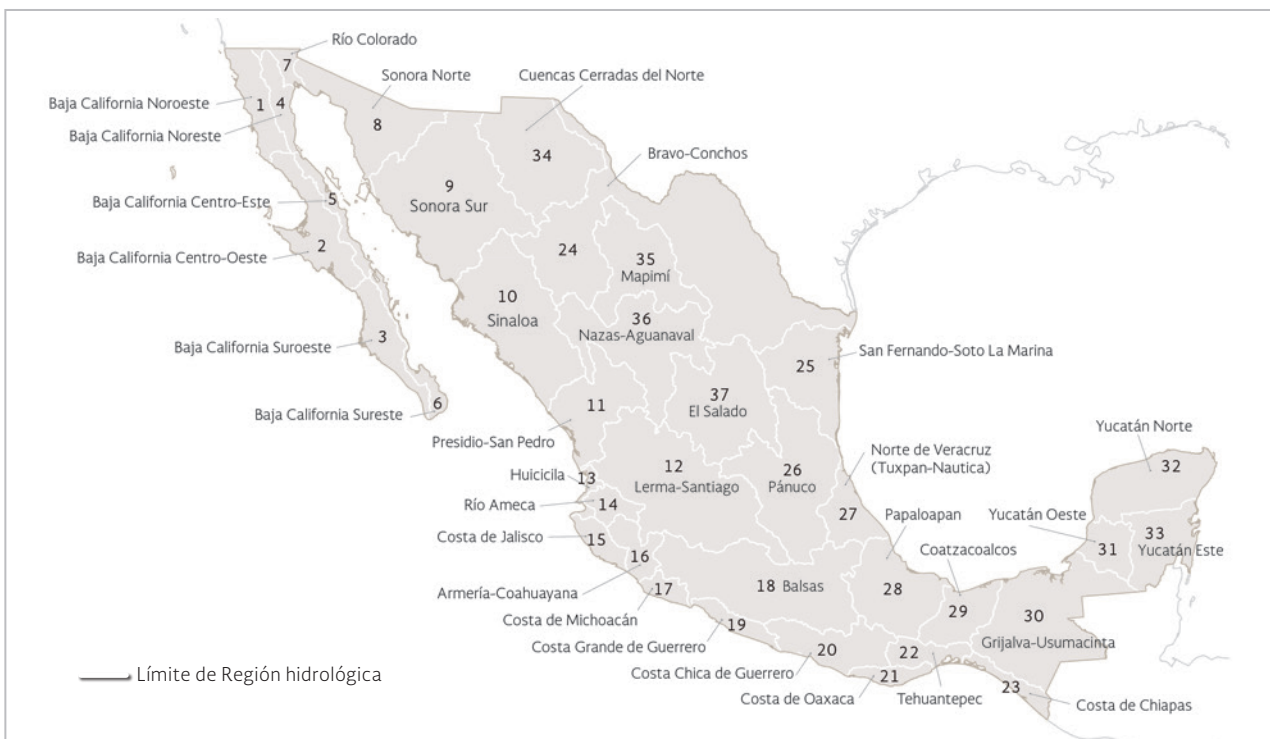 Río Colorado
7
Sonora Norte
Cuencas Cerradas del Norte
Baja California Noroeste
1
4
8
Baja California Noreste
34
Bravo-Conchos
9
Sonora Sur
Baja California Centro-Este
5
2
24
35
Mapimí
Baja California Centro-Oeste
10
Sinaloa
36
Nazas-Aguanaval
Baja California Suroeste
3
San Fernando-Soto La Marina
25
37
El Salado
6
Baja California Sureste
11
Presidio-San Pedro
Yucatán Norte
32
Norte de Veracruz
(Tuxpan-Nautica)
12
Lerma-Santiago
26
Pánuco
Huicicila
13
Río Ameca
14
27
Papaloapan
Yucatán Oeste
31
33
Yucatán Este
Costa de Jalisco
15
Coatzacoalcos
16
Armería-Coahuayana
17
18 Balsas
28
29
30
Grijalva-Usumacinta
Costa de Michoacán
19
Costa Grande de Guerrero
20
22
Costa Chica de Guerrero
21
23
Costa de Oaxaca
Tehuantepec
Costa de Chiapas
Límite de Región hidrológica